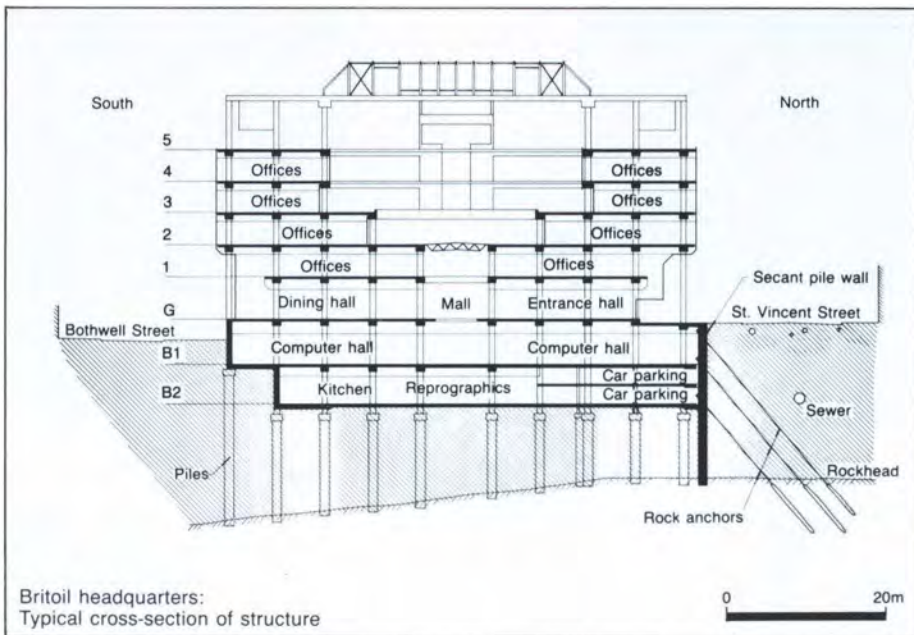 South
North
5
Offices
Offices
4
Offices
Offices
3
Offices
Offices
2
Offices
Offices
1
Secant pile wall
Dining hall
Mall
Entrance hall
G
St. Vincent Street
Bothwell Street
Computer hall
Computer hall
B1
Car parking
Kitchen
Reprographics
B2
Car parking
Sewer
Piles
Rockhead
Rock anchors
Britoil headquarters:
Typical cross-section of structure
0
20m